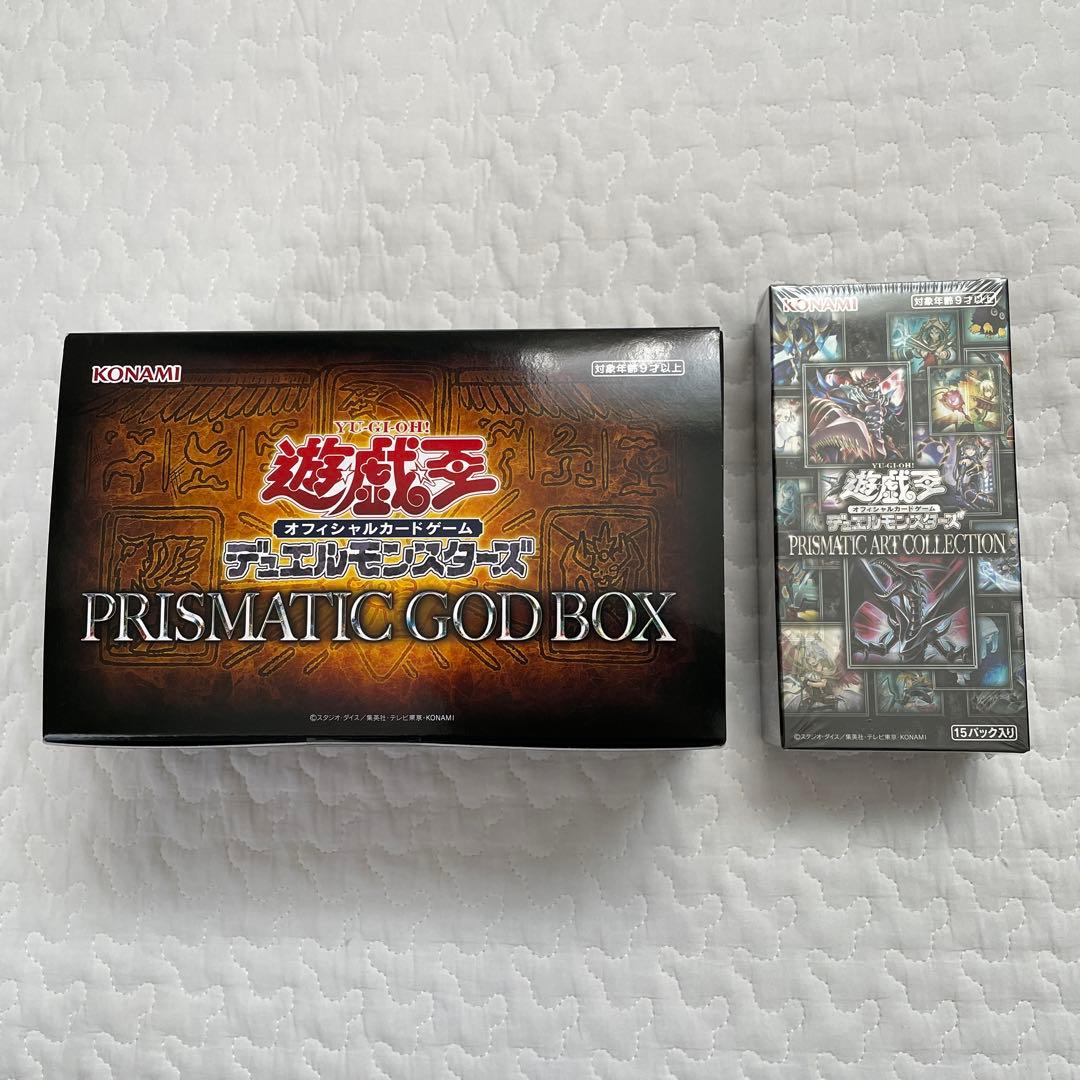 KONAMI
対象年齢9才以上
YU-GI-OH!
遊戯王
オフィシャルカードゲーム
デュエルモンスターズ
PRISMATIC GOD BOX
©スタジオ・ダイス/集英社・テレビ東京・KONAMI
KONAMI
対象年齢9才以上
YU-GI-OH!
遊戯王
オフィシャルカードゲーム
デュエルモンスターズ
PRISMATIC ART COLLECTION
©スタジオ・ダイス/集英社・テレビ東京・KONAMI
15パック入り